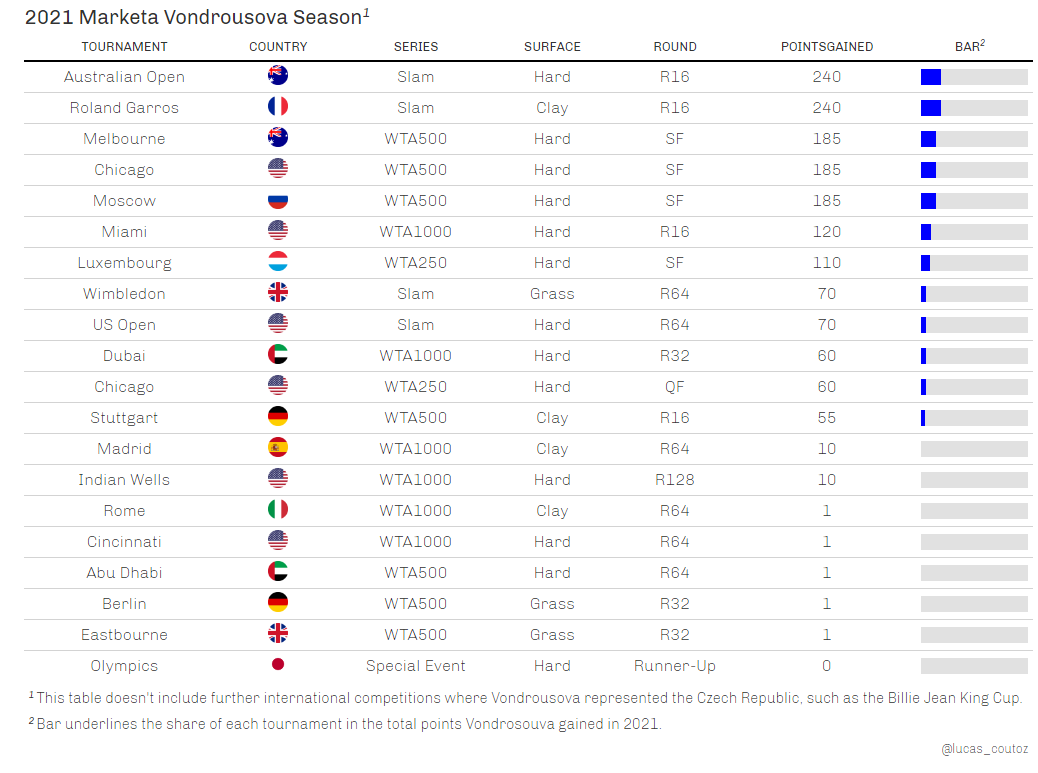 2021 Marketa Vondrousova Season1
TOURNAMENT COUNTRY SERIES SURFACE ROUND POINTSGAINED BAR2
Australian Open Slam Hard R16 240
Roland Garros Slam Clay R16 240
Melbourne WTA500 Hard SF 185
Chicago WTA500 Hard SF 185
Moscow WTA500 Hard SF 185
Miami WTA1000 Hard R16 120
Luxembourg WTA250 Hard SF 110
Wimbledon Slam Grass R64 70
US Open Slam Hard R64 70
Dubai WTA1000 Hard R32 60
Chicago WTA250 Hard QF 60
Stuttgart WTA500 Clay R16 55
Madrid WTA1000 Clay R64 10
Indian Wells WTA1000 Hard R128 10
Rome WTA1000 Clay R64 1
Cincinnati WTA1000 Hard R64 1
Abu Dhabi WTA500 Hard R64 1
Berlin WTA500 Grass R32 1
Eastbourne WTA500 Grass R32 1
Olympics Special Event Hard Runner-Up 0
1 This table doesn't include further international competitions where Vondrousova represented the Czech Republic, such as the Billie Jean King Cup.
2 Bar underlines the share of each tournament in the total points Vondrosouva gained in 2021.
@lucas_coutoz